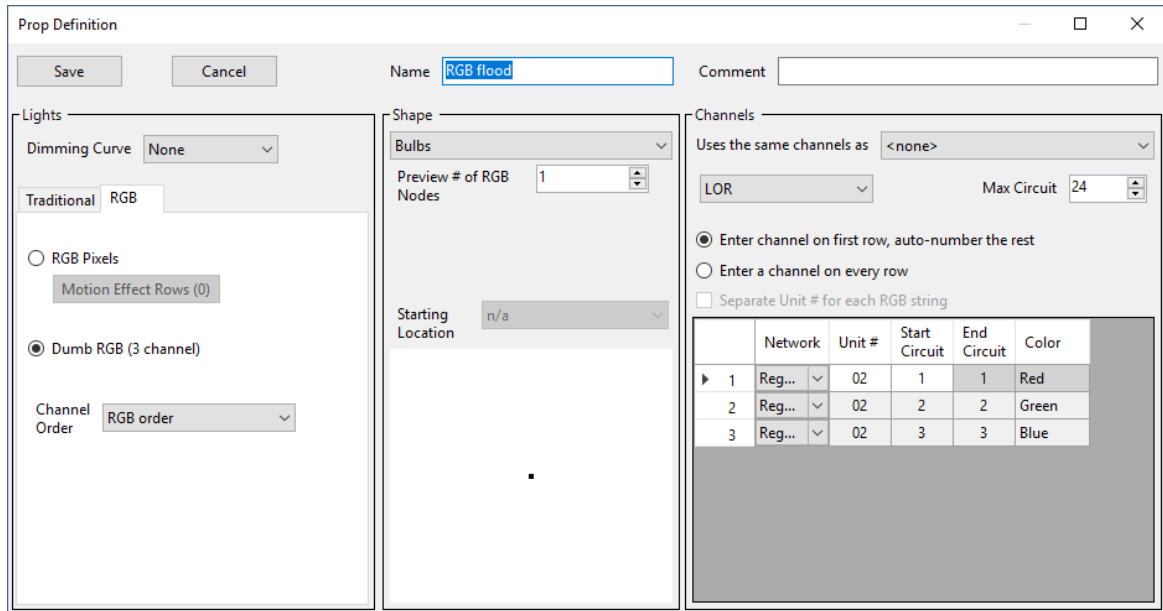 Prop Definition
Save
Cancel
Name RGB flood
Comment
Lights
Dimming Curve None
Traditional RGB
RGB Pixels
Motion Effect Rows (0)
Dumb RGB (3 channel)
Channel Order RGB order
Shape
Bulbs
Preview # of RGB Nodes 1
Starting Location n/a
Channels
Uses the same channels as <none>
LOR Max Circuit 24
Enter channel on first row, auto-number the rest
Enter a channel on every row
Separate Unit # for each RGB string
Network Unit # Start Circuit End Circuit Color
1 Reg... 02 1 1 Red
2 Reg... 02 2 2 Green
3 Reg... 02 3 3 Blue